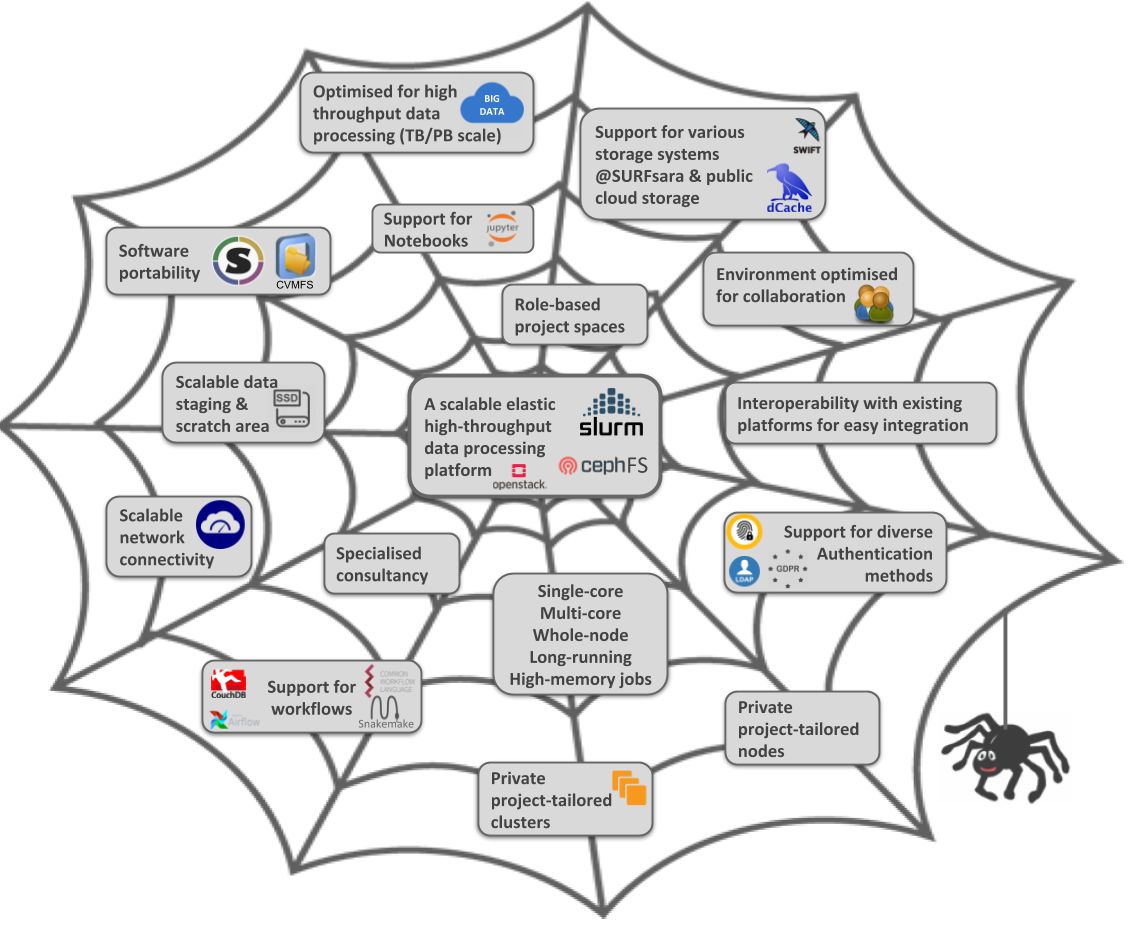 Optimised for high
throughput data
processing (TB/PB scale)
BIG
DATA
Support for various
storage systems
@SURFsara & public
cloud storage
SWIFT
dCache
Support for
Notebooks
jupyter
Software
portability
S
CVMFS
Environment optimised
for collaboration
Role-based
project spaces
Scalable data
staging &
scratch area
SSD
A scalable elastic
high-throughput
data processing
platform
slurm
openstack.
cephFS
Interoperability with existing
platforms for easy integration
Scalable
network
connectivity
Specialised
consultancy
Support for diverse
Authentication
methods
LDAP
GDPR
Single-core
Multi-core
Whole-node
Long-running
High-memory jobs
CouchDB
Airflow
Support for
workflows
COMMON
WORKFLOW
LANGUAGE
Snakemake
Private
project-tailored
nodes
Private
project-tailored
clusters